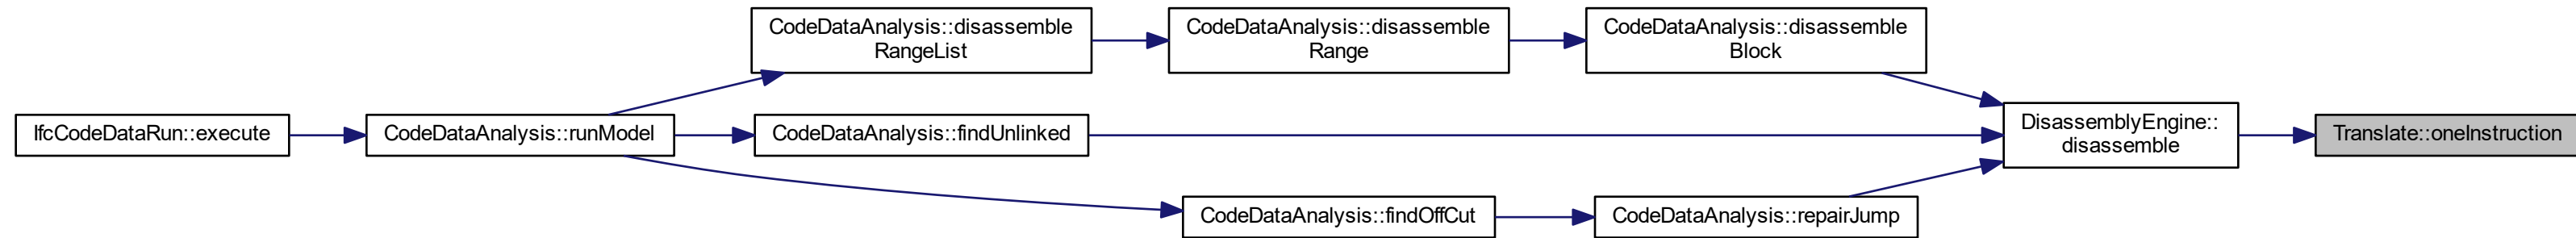 CodeDataAnalysis::disassemble
RangeList
CodeDataAnalysis::disassemble
Range
CodeDataAnalysis::disassemble
Block
IfcCodeDataRun::execute
CodeDataAnalysis::runModel
CodeDataAnalysis::findUnlinked
DisassemblyEngine::
disassemble
Translate::oneInstruction
CodeDataAnalysis::findOffCut
CodeDataAnalysis::repairJump